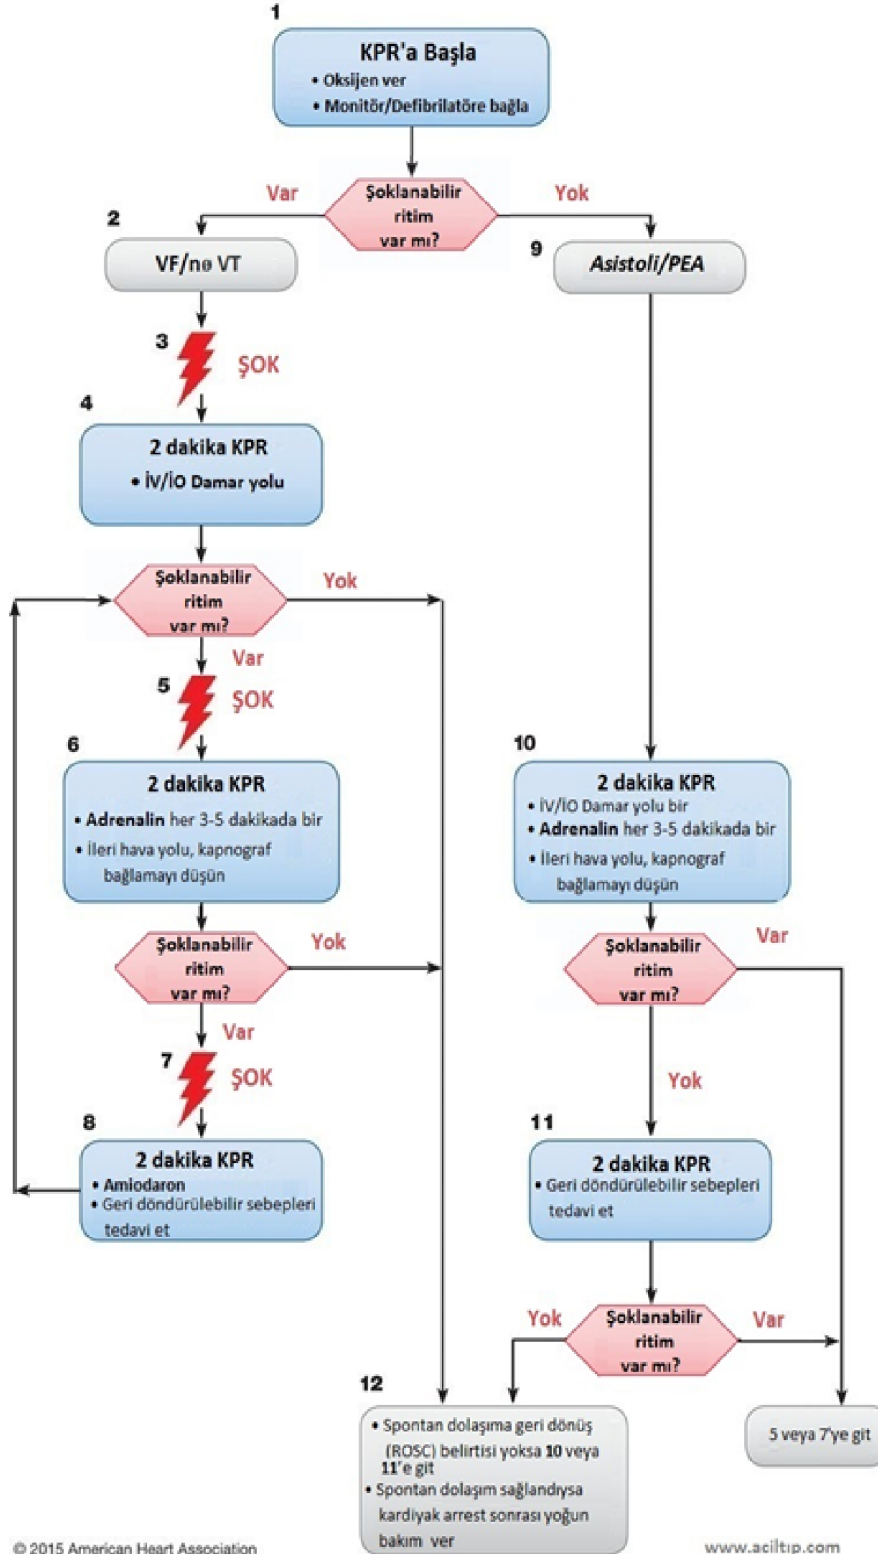 1
KPR'a Başla
• Oksijen ver
• Monitör/Defibrilatöre bağla
Şoklanabilir
ritim
var mı?
Var
Yok
2
VF/nө VT
9
Asistoli/PEA
3
ŞOK
4
2 dakika KPR
• İV/İO Damar yolu
Şoklanabilir
ritim
var mı?
Yok
Var
5
ŞOK
6
2 dakika KPR
• Adrenalin her 3-5 dakikada bir
• İleri hava yolu, kapnograf
bağlamayı düşün
Şoklanabilir
ritim
var mı?
Yok
Var
7
ŞOK
8
2 dakika KPR
• Amiodaron
• Geri döndürülebilir sebepleri
tedavi et
10
2 dakika KPR
• İV/İO Damar yolu bir
• Adrenalin her 3-5 dakikada bir
• İleri hava yolu, kapnograf
bağlamayı düşün
Şoklanabilir
ritim
var mı?
Var
Yok
11
2 dakika KPR
• Geri döndürülebilir sebepleri
tedavi et
Şoklanabilir
ritim
var mı?
Yok
Var
12
• Spontan dolaşıma geri dönüş
(ROSC) belirtisi yoksa 10 veya
11'e git
• Spontan dolaşım sağlandıysa
kardiyak arrest sonrası yoğun
bakım ver
5 veya 7'ye git
© 2015 American Heart Association
www.aciltıp.com